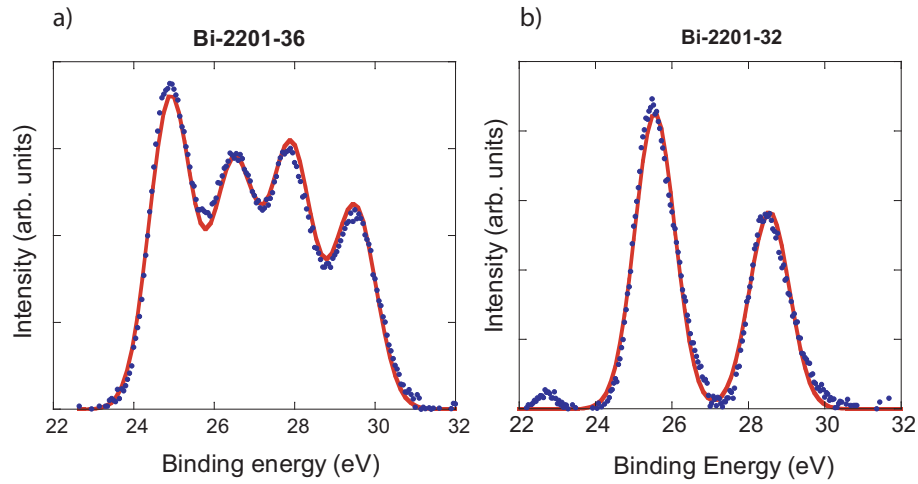 a)
Bi-2201-36
Intensity (arb. units)
22 24 26 28 30 32
Binding energy (eV)
b)
Bi-2201-32
Intensity (arb. units)
22 24 26 28 30 32
Binding Energy (eV)